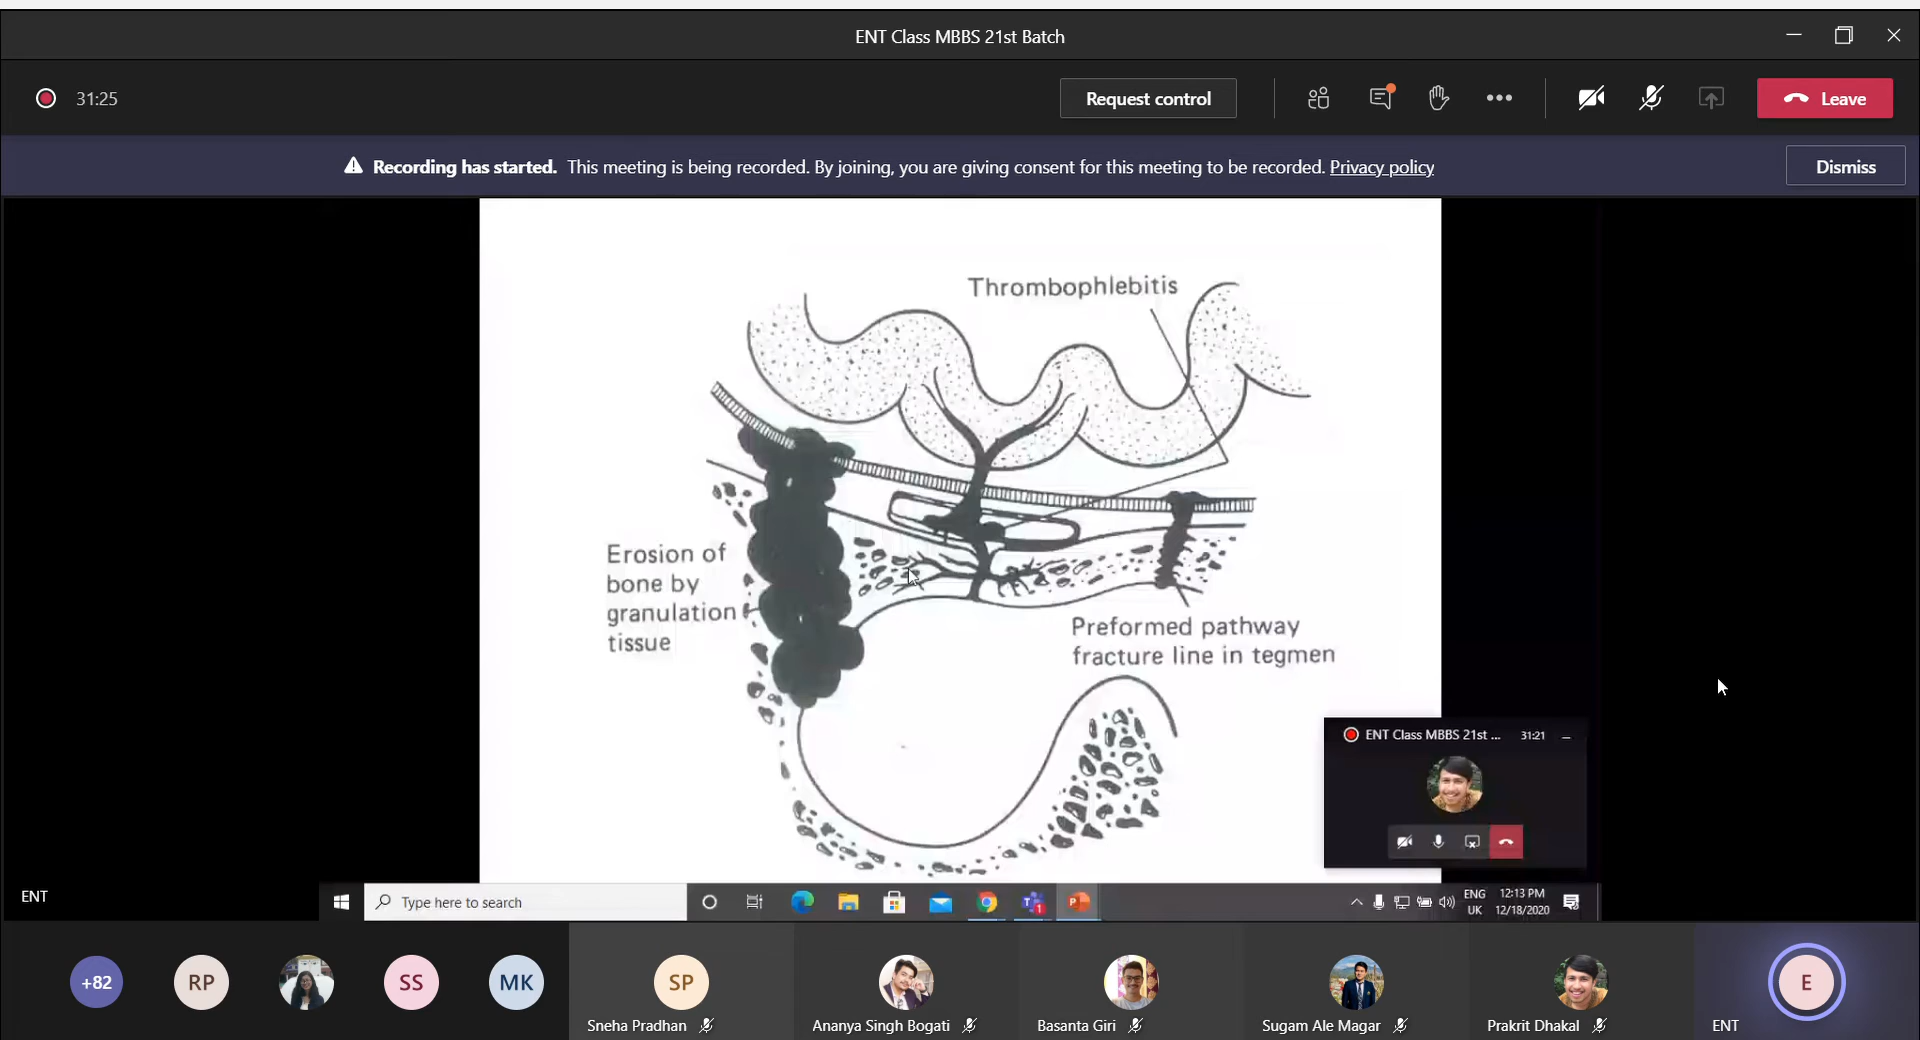 ENT Class MBBS 21st Batch
31:25
Request control
Leave
Recording has started. This meeting is being recorded. By joining, you are giving consent for this meeting to be recorded. Privacy policy
Dismiss
Thrombophlebitis
Erosion of
bone by
granulation
tissue
Preformed pathway
fracture line in tegmen
ENT Class MBBS 21st ...
31:21
ENT
Type here to search
1
ENG
UK
12:13 PM
12/18/2020
+82
RP
SS
MK
SP
E
Sneha Pradhan
Ananya Singh Bogati
Basanta Giri
Sugam Ale Magar
Prakrit Dhakal
ENT